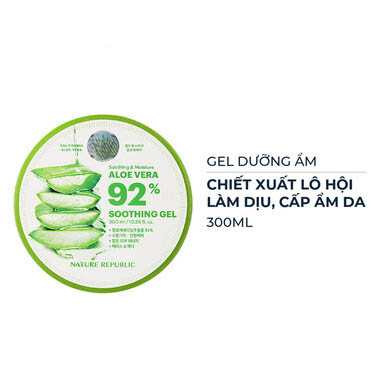 CALIFORNIA
ALOE VERA
Soothing & Moisture
ALOE VERA
92%
SOOTHING GEL
300 ml / 10.56 fl. oz.
NATURE REPUBLIC
GEL DƯỠNG ẨM
CHIẾT XUẤT LÔ HỘI
LÀM DỊU, CẤP ẨM DA
300ML